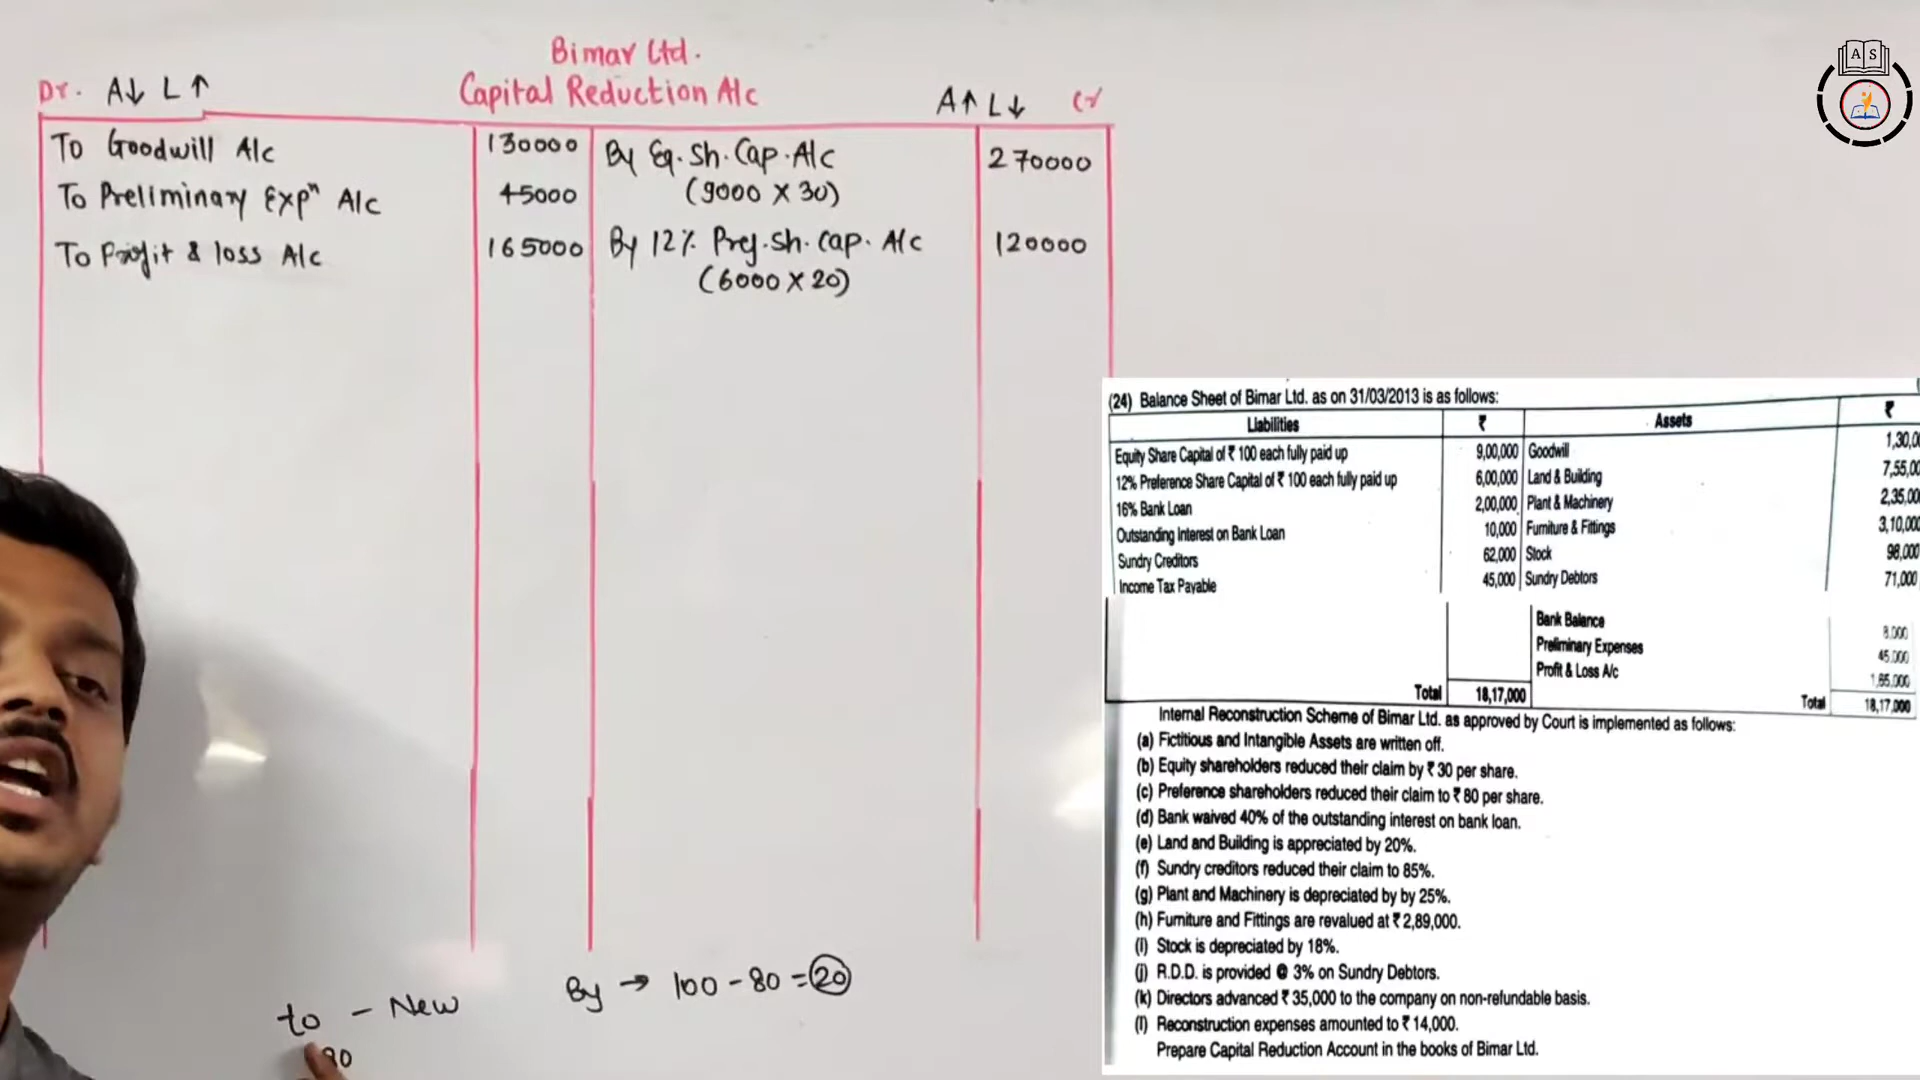 Bimar Ltd.
Capital Reduction A/c
Dr. A↓ L↑
A↑ L↓
To Goodwill A/c 130000 By Eq. Sh. Cap. A/c 270000
(9000 X 30)
To Preliminary Expⁿ A/c 45000
To Profit & loss A/c 165000 By 12% Pref. Sh. Cap. A/c 120000
(6000 X 20)
to - New
80
By → 100 - 80 = 20
A S
(24) Balance Sheet of Bimar Ltd. as on 31/03/2013 is as follows:
Liabilities ₹ Assets ₹
Equity Share Capital of ₹ 100 each fully paid up 9,00,000 Goodwill 1,30,0
12% Preference Share Capital of ₹ 100 each fully paid up 6,00,000 Land & Building 7,55,00
16% Bank Loan 2,00,000 Plant & Machinery 2,35,00
Outstanding Interest on Bank Loan 10,000 Furniture & Fittings 3,10,000
Sundry Creditors 62,000 Stock 98,000
Income Tax Payable 45,000 Sundry Debtors 71,000
Bank Balance 8,000
Preliminary Expenses 45,000
Profit & Loss A/c 1,65,000
Total 18,17,000 Total 18,17,000
Internal Reconstruction Scheme of Bimar Ltd. as approved by Court is implemented as follows:
(a) Fictitious and Intangible Assets are written off.
(b) Equity shareholders reduced their claim by ₹ 30 per share.
(c) Preference shareholders reduced their claim to ₹ 80 per share.
(d) Bank waived 40% of the outstanding interest on bank loan.
(e) Land and Building is appreciated by 20%.
(f) Sundry creditors reduced their claim to 85%.
(g) Plant and Machinery is depreciated by by 25%.
(h) Furniture and Fittings are revalued at ₹ 2,89,000.
(i) Stock is depreciated by 18%.
(j) R.D.D. is provided @ 3% on Sundry Debtors.
(k) Directors advanced ₹ 35,000 to the company on non-refundable basis.
(l) Reconstruction expenses amounted to ₹ 14,000.
Prepare Capital Reduction Account in the books of Bimar Ltd.